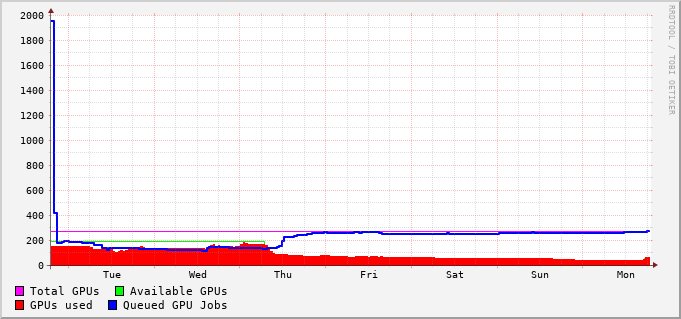 RRDTOOL / TOBI OETIKER
2000
1800
1600
1400
1200
1000
800
600
400
200
0
Tue Wed Thu Fri Sat Sun Mon
Total GPUs Available GPUs
GPUs used Queued GPU Jobs